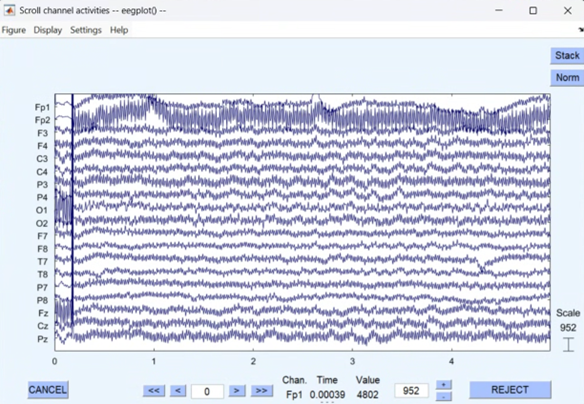 Scroll channel activities -- eegplot() --
Figure Display Settings Help
Stack
Norm
Fp1
Fp2
F3
F4
C3
C4
P3
P4
O1
O2
F7
F8
T7
T8
P7
P8
Fz
Cz
Pz
0 1 2 3 4
Scale
952
CANCEL << < 0 > >> Chan. Time Value 952 + - REJECT
Fp1 0.00039 4802